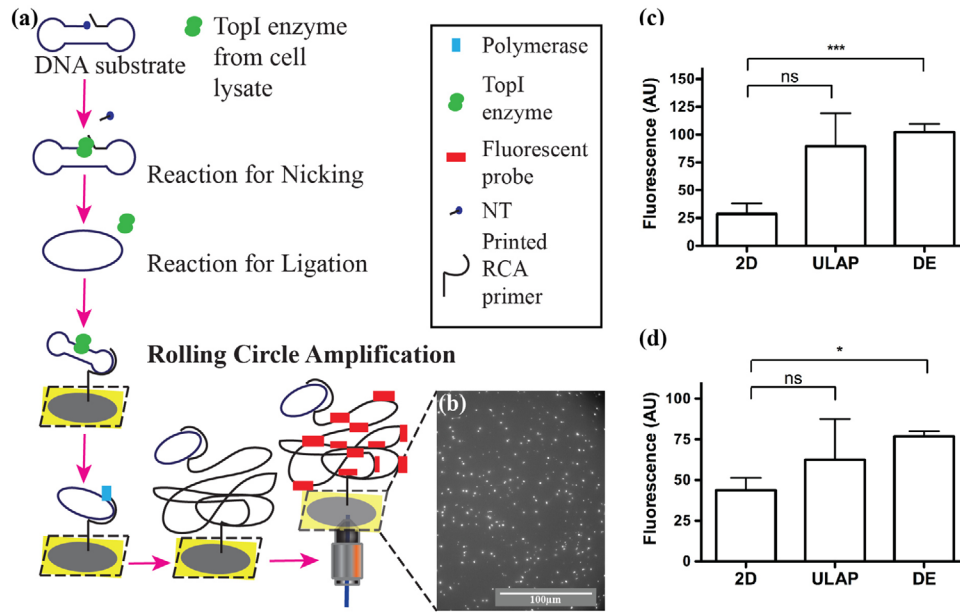 (a)
DNA substrate
TopI enzyme
from cell
lysate
Reaction for Nicking
Reaction for Ligation
Rolling Circle Amplification
Polymerase
TopI
enzyme
Fluorescent
probe
NT
Printed
RCA
primer
(b)
100µm
(c)
Fluorescence (AU)
150
125
100
75
50
25
***
ns
2D ULAP DE
(d)
Fluorescence (AU)
100
75
50
25
0
*
ns
2D ULAP DE